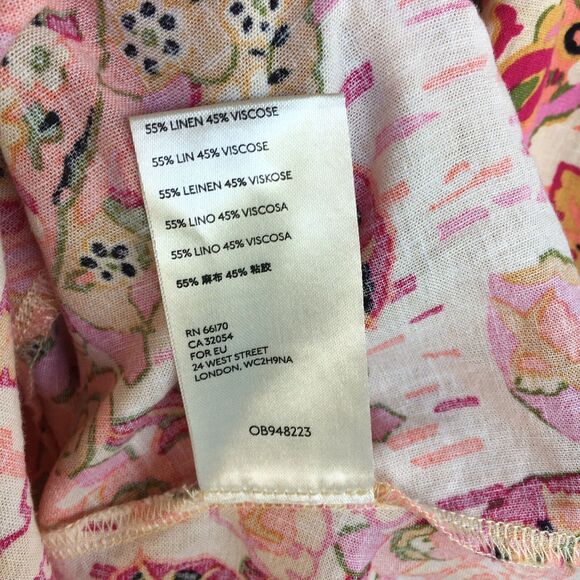 55% LINEN 45% VISCOSE
55% LIN 45% VISCOSE
55% LEINEN 45% VISKOSE
55% LINO 45% VISCOSA
55% LINO 45% VISCOSA
55% 麻布 45% 粘胶
RN 66170
CA 32054
FOR EU
24 WEST STREET
LONDON, WC2H9NA
OB948223